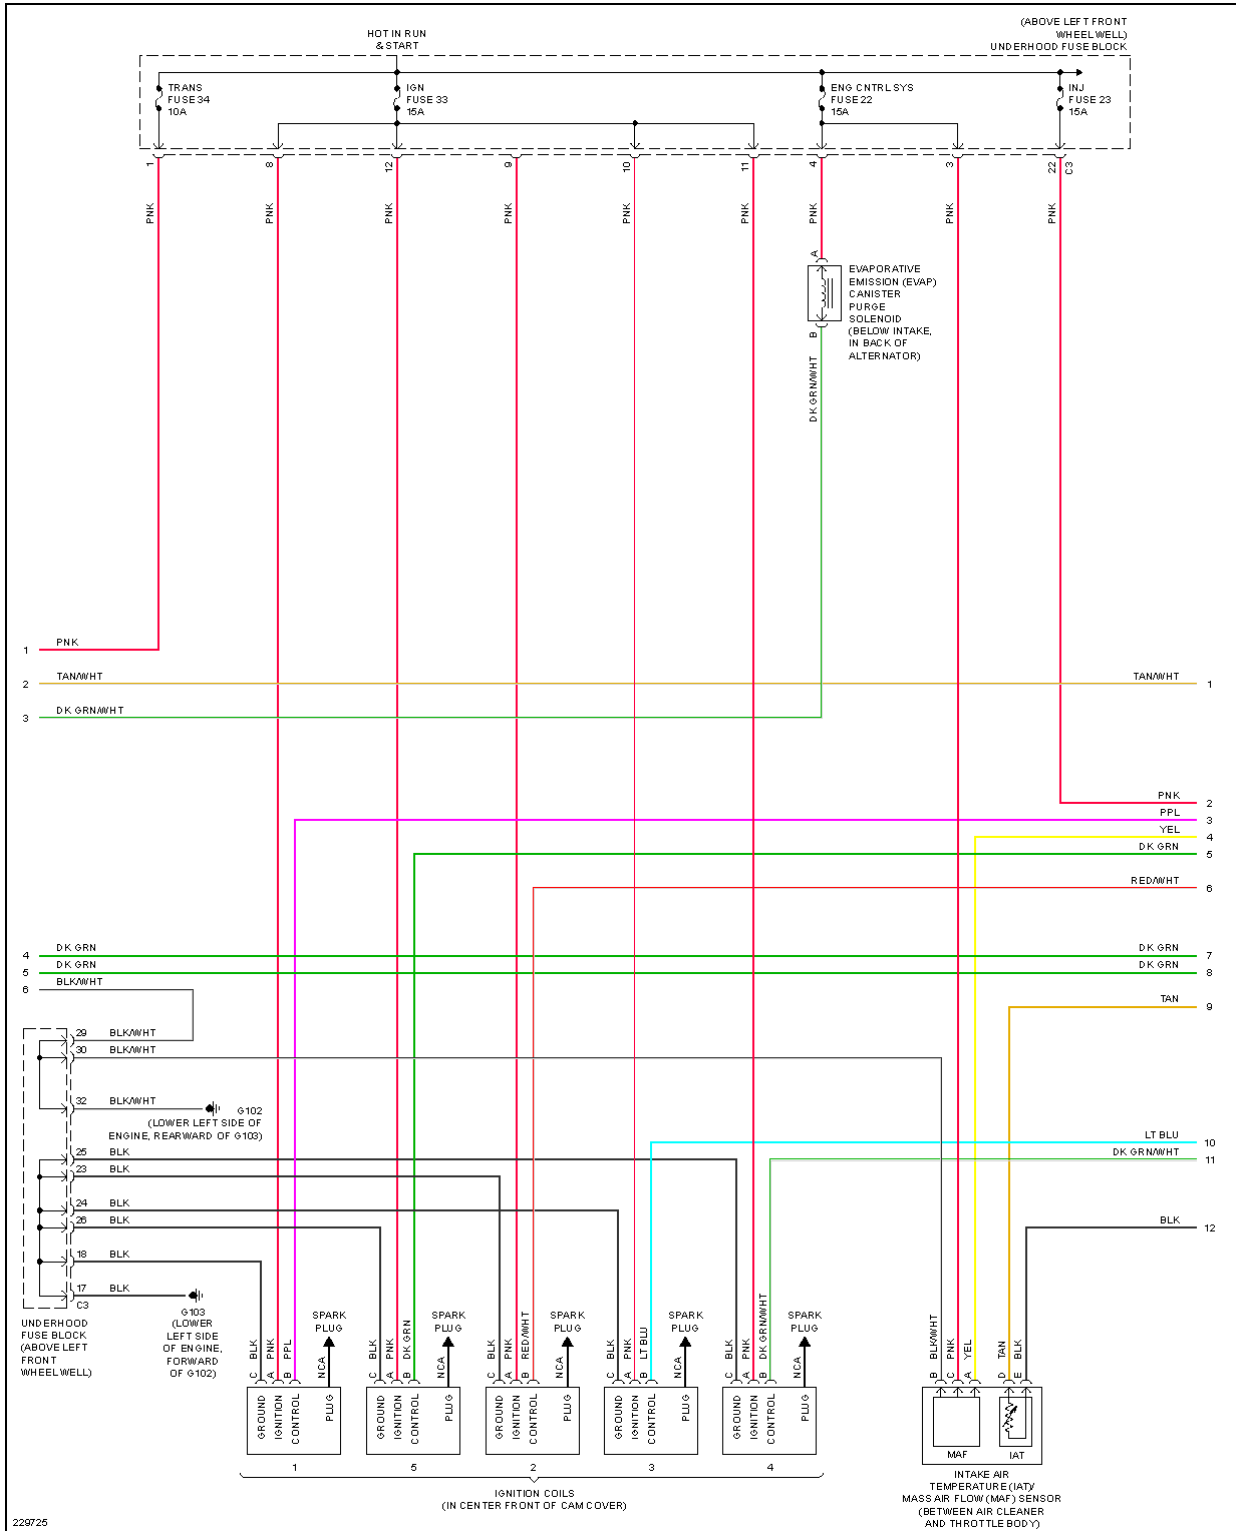 HOT IN RUN
& START
(ABOVE LEFT FRONT
WHEELWELL)
UNDERHOOD FUSE BLOCK
TRANS
FUSE 34
10A
IGN
FUSE 33
15A
ENG CNTRL SYS
FUSE 22
15A
INJ
FUSE 23
15A
1
8
12
9
10
11
4
3
22
C3
PNK
PNK
PNK
PNK
PNK
PNK
PNK
PNK
PNK
A
EVAPORATIVE
EMISSION (EVAP)
CANISTER
PURGE
SOLENOID
(BELOW INTAKE,
IN BACK OF
ALTERNATOR)
B
DK GRN/WHT
1 PNK
2 TAN/WHT
TAN/WHT 1
3 DK GRN/WHT
PNK 2
PPL 3
YEL 4
DK GRN 5
RED/WHT 6
4 DK GRN
DK GRN 7
5 DK GRN
DK GRN 8
6 BLK/WHT
TAN 9
29 BLK/WHT
30 BLK/WHT
32 BLK/WHT
G102
(LOWER LEFT SIDE OF
ENGINE, REARWARD OF G103)
LT BLU 10
DK GRN/WHT 11
BLK 12
25 BLK
23 BLK
24 BLK
26 BLK
18 BLK
17 BLK
C3
UNDERHOOD
FUSE BLOCK
(ABOVE LEFT
FRONT
WHEELWELL)
G103
(LOWER
LEFT SIDE
OF ENGINE,
FORWARD
OF G102)
SPARK
PLUG
SPARK
PLUG
SPARK
PLUG
SPARK
PLUG
SPARK
PLUG
C BLK
A PNK
B PPL
NCA
C BLK
A PNK
B DK GRN
NCA
C BLK
A PNK
B RED/WHT
NCA
C BLK
A PNK
B LT BLU
NCA
C BLK
A PNK
B DK GRN/WHT
NCA
B BLK/WHT
C PNK
A YEL
D TAN
E BLK
GROUND
IGNITION
CONTROL
PLUG
GROUND
IGNITION
CONTROL
PLUG
GROUND
IGNITION
CONTROL
PLUG
GROUND
IGNITION
CONTROL
PLUG
GROUND
IGNITION
CONTROL
PLUG
MAF
IAT
1
5
2
3
4
IGNITION COILS
(IN CENTER FRONT OF CAM COVER)
INTAKE AIR
TEMPERATURE (IAT)/
MASS AIR FLOW (MAF) SENSOR
(BETWEEN AIR CLEANER
AND THROTTLE BODY)
229725